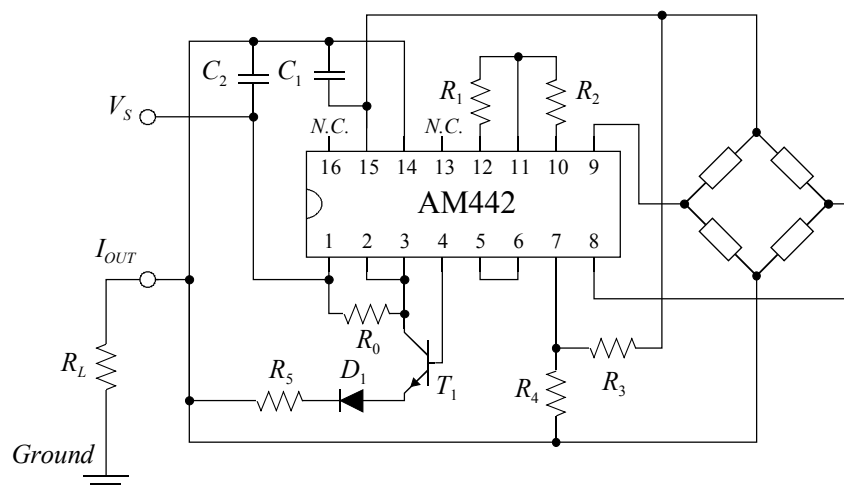 C2
C1
R1
R2
VS
N.C.
N.C.
16 15 14 13 12 11 10 9
AM442
1 2 3 4 5 6 7 8
IOUT
R0
RL
R5
D1
T1
R4
R3
Ground